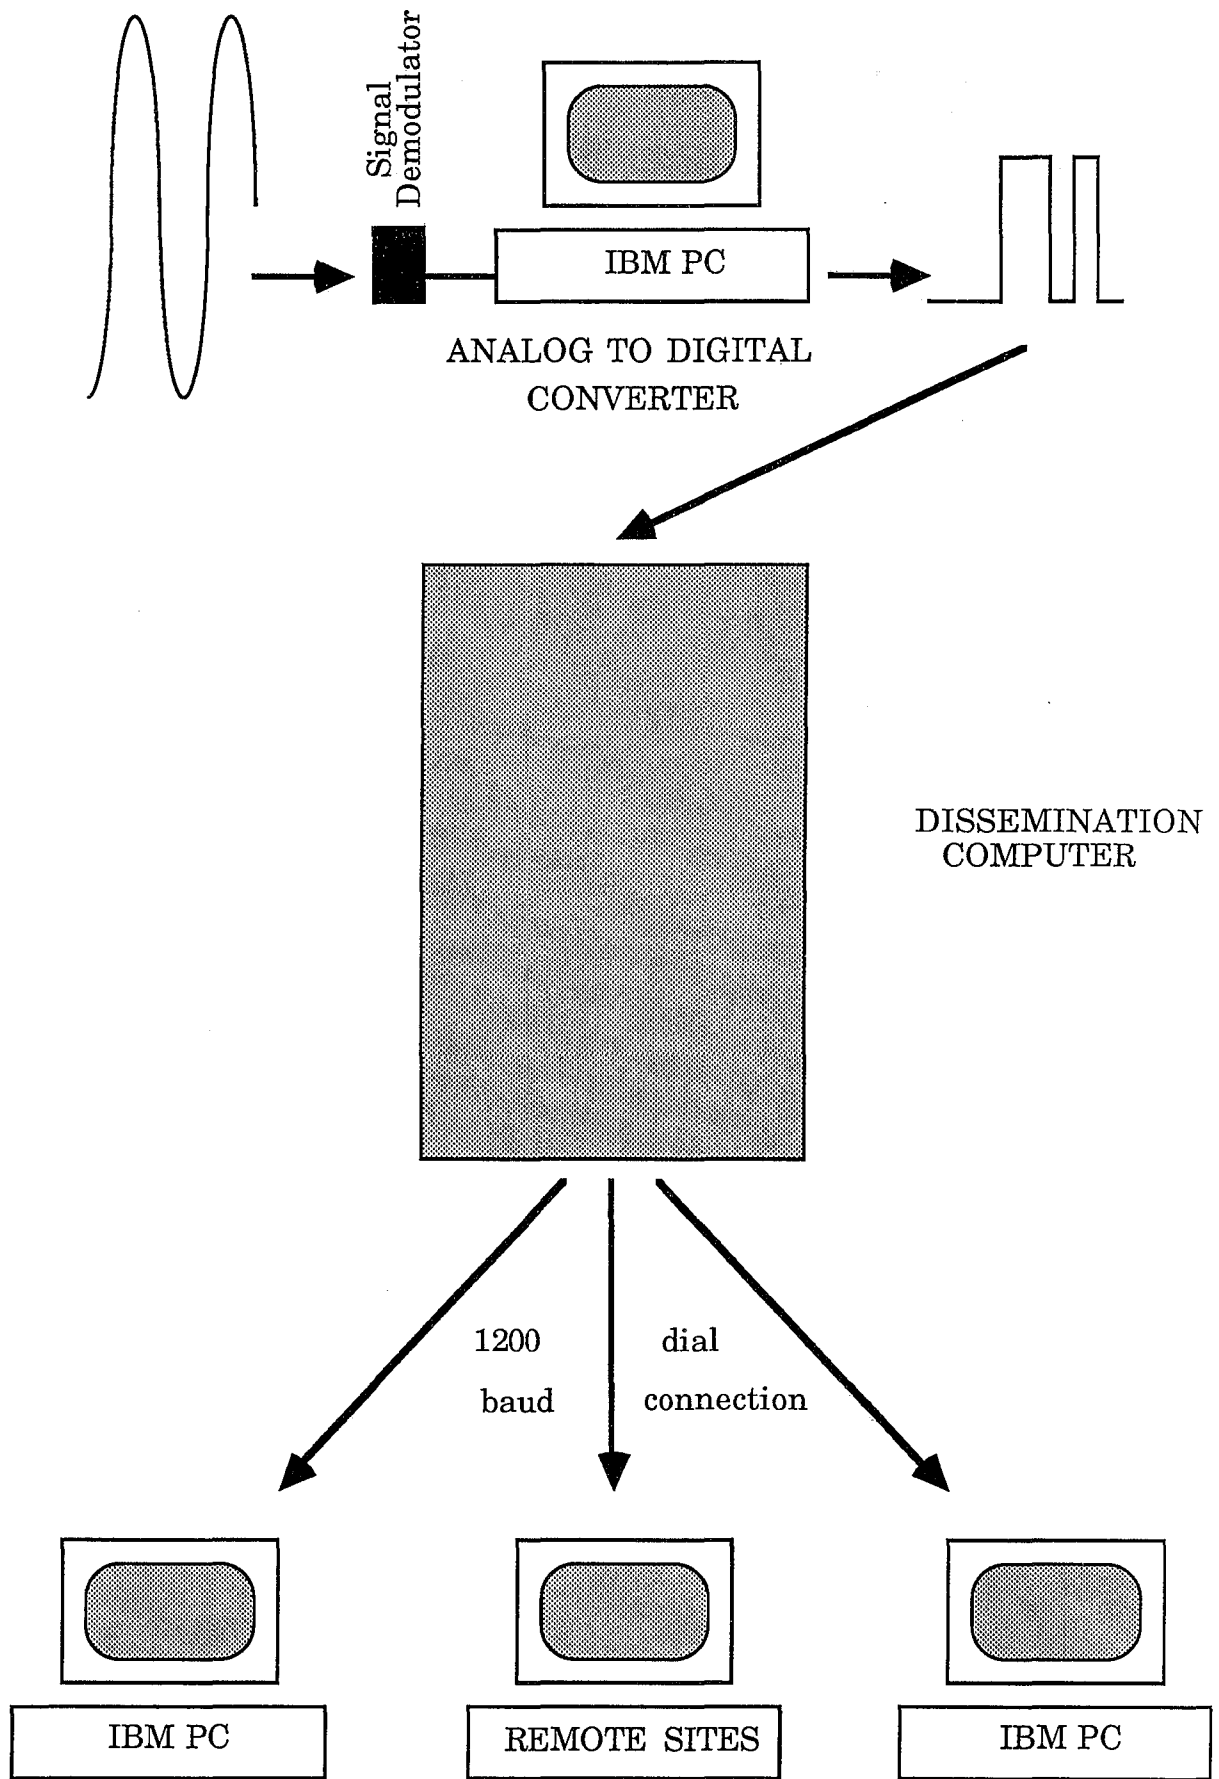 Signal
Demodulator
IBM PC
ANALOG TO DIGITAL
CONVERTER
DISSEMINATION
COMPUTER
1200
baud
dial
connection
IBM PC
REMOTE SITES
IBM PC